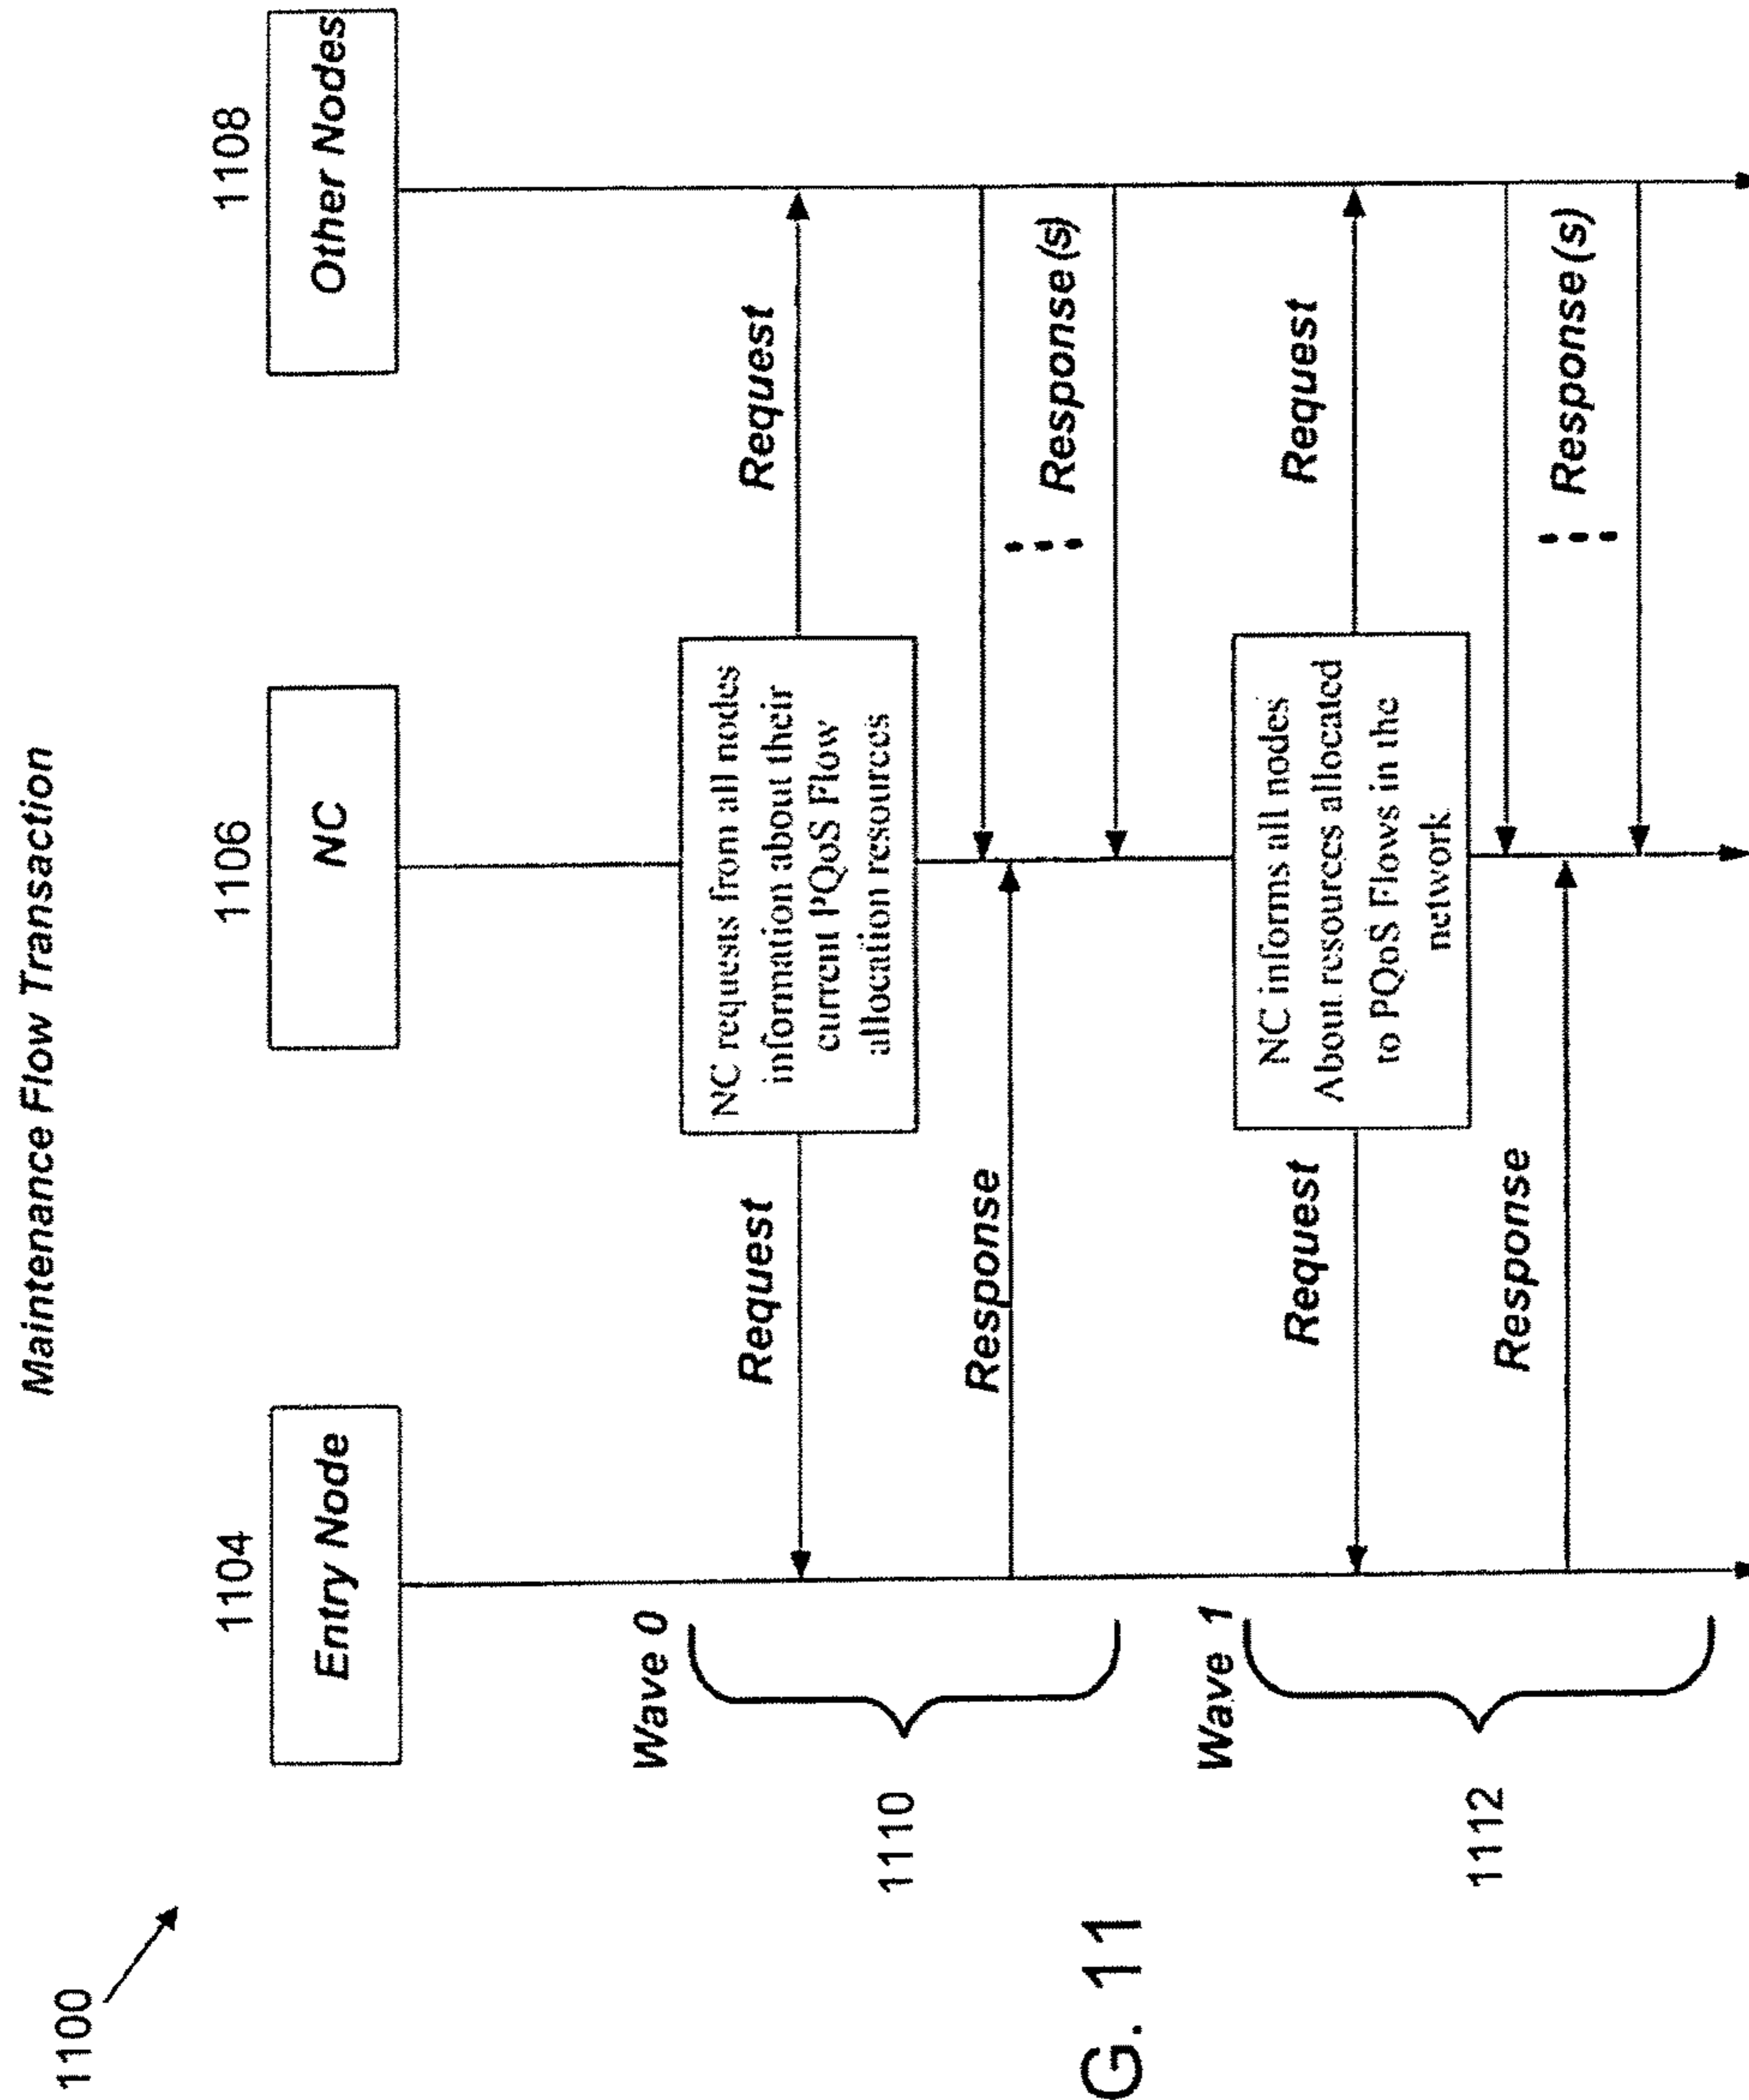 Maintenance Flow Transaction
1100
1104
1106
1108
Entry Node
NC
Other Nodes
Wave 0
Request
NC requests from all nodes
information about their
current PQoS Flow
allocation resources
Request
1110
Response
Response(s)
Wave 1
Request
NC informs all nodes
About resources allocated
to PQoS Flows in the
network
Request
1112
Response
Response(s)
G. 11